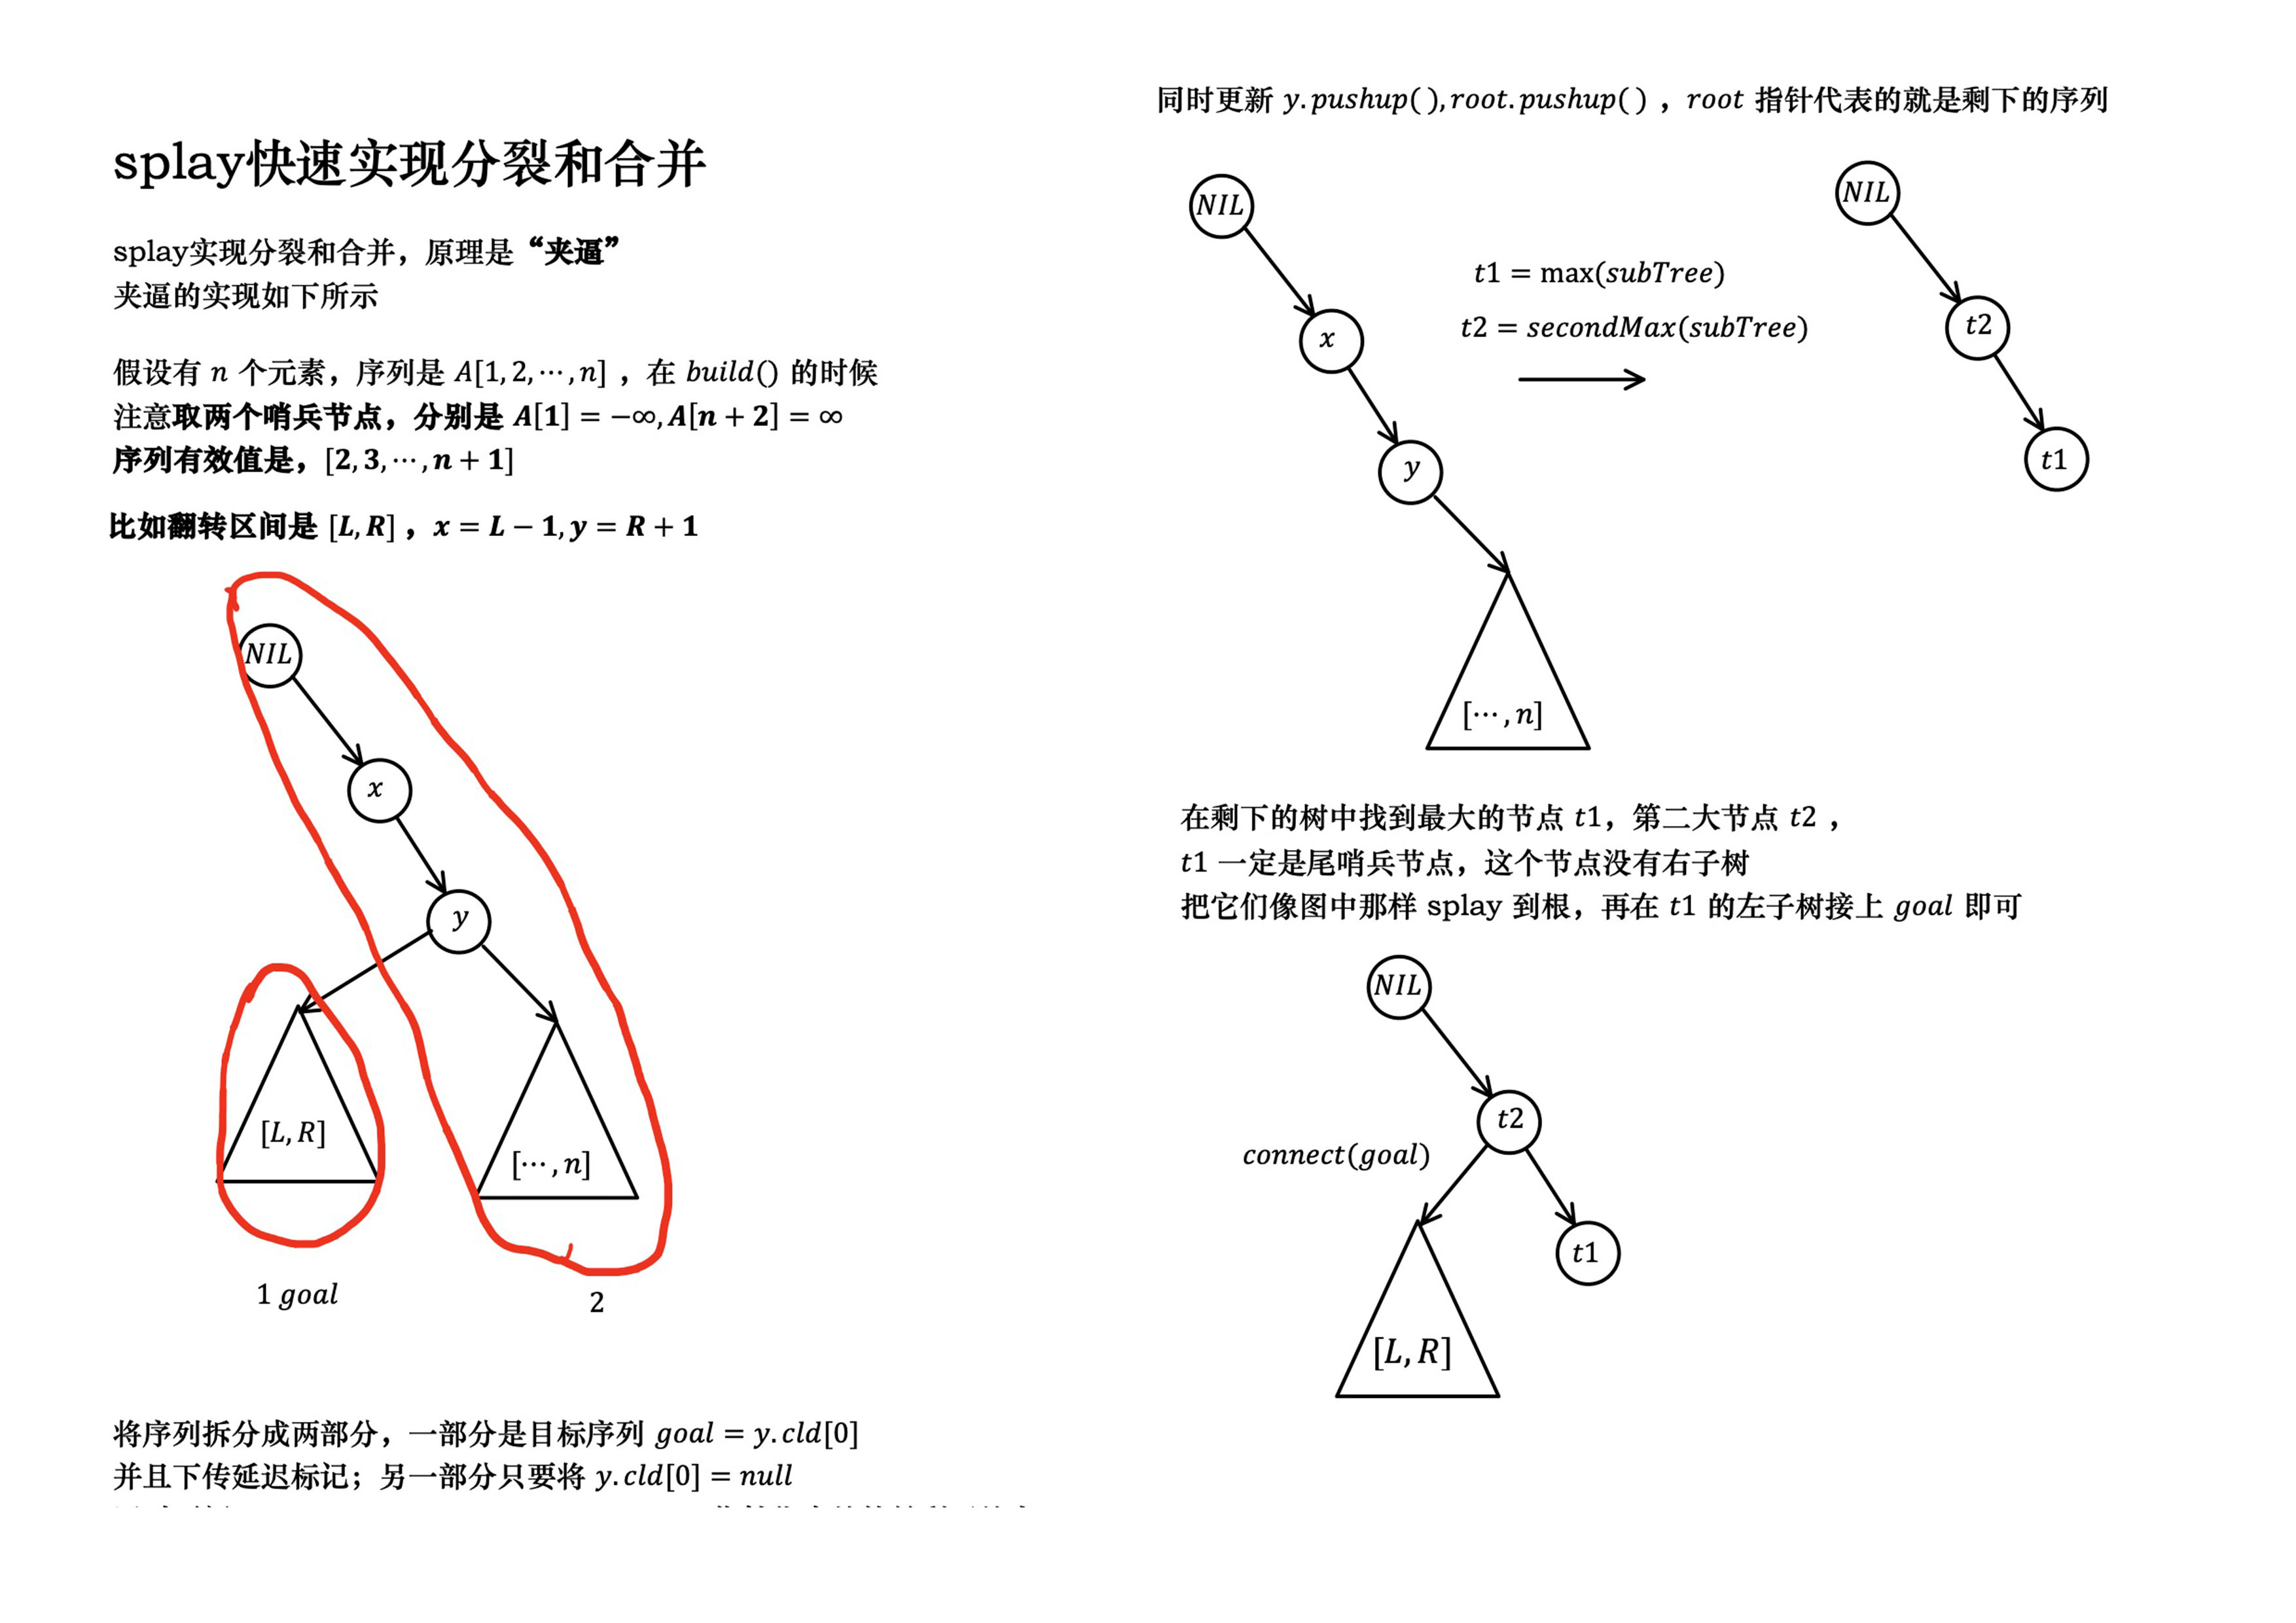 splay快速实现分裂和合并
splay实现分裂和合并，原理是“夹逼”
夹逼的实现如下所示
假设有 n 个元素，序列是 A[1, 2, ⋯, n] ，在 build() 的时候
注意取两个哨兵节点，分别是 A[1] = −∞, A[n + 2] = ∞
序列有效值是，[2, 3, ⋯, n + 1]
比如翻转区间是 [L, R] ，x = L − 1, y = R + 1
NIL
x
y
[L, R]
[⋯, n]
1 goal
2
将序列拆分成两部分，一部分是目标序列 goal = y. cld[0]
并且下传延迟标记；另一部分只要将 y. cld[0] = null
同时更新 y. pushup( ), root. pushup( ) ，root 指针代表的就是剩下的序列
NIL
x
y
[⋯, n]
t1 = max(subTree)
t2 = secondMax(subTree)
NIL
t2
t1
在剩下的树中找到最大的节点 t1，第二大节点 t2 ，
t1 一定是尾哨兵节点，这个节点没有右子树
把它们像图中那样 splay 到根，再在 t1 的左子树接上 goal 即可
NIL
t2
connect(goal)
t1
[L, R]